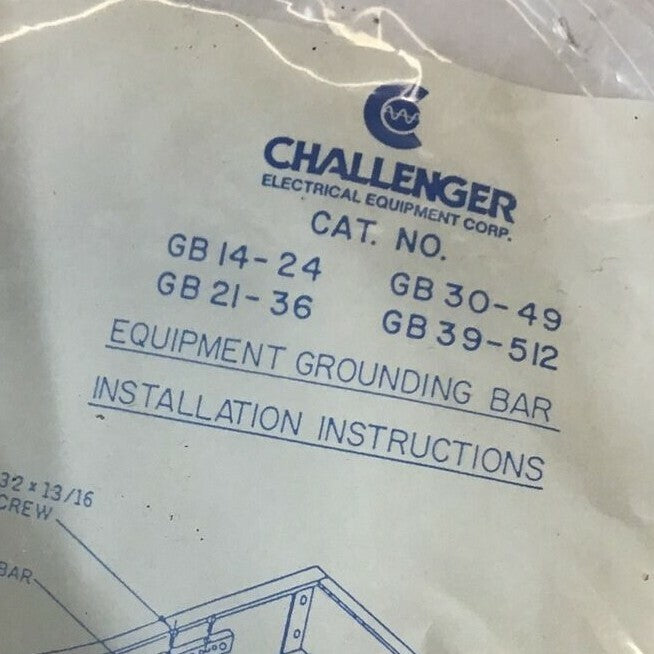 CHALLENGER
ELECTRICAL EQUIPMENT CORP.
CAT. NO.
GB 14-24 GB 30-49
GB 21-36 GB 39-512
EQUIPMENT GROUNDING BAR
INSTALLATION INSTRUCTIONS
32 x 13/16
CREW
BAR